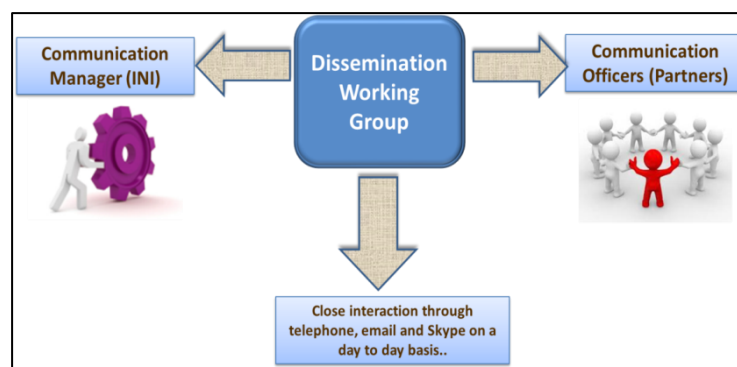 Communication
Manager (INI)
Dissemination
Working
Group
Communication
Officers (Partners)
Close interaction through
telephone, email and Skype on a
day to day basis..